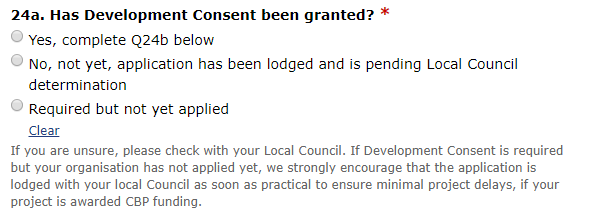 24a. Has Development Consent been granted? *
Yes, complete Q24b below
No, not yet, application has been lodged and is pending Local Council
determination
Required but not yet applied
Clear
If you are unsure, please check with your Local Council. If Development Consent is required
but your organisation has not applied yet, we strongly encourage that the application is
lodged with your local Council as soon as practical to ensure minimal project delays, if your
project is awarded CBP funding.